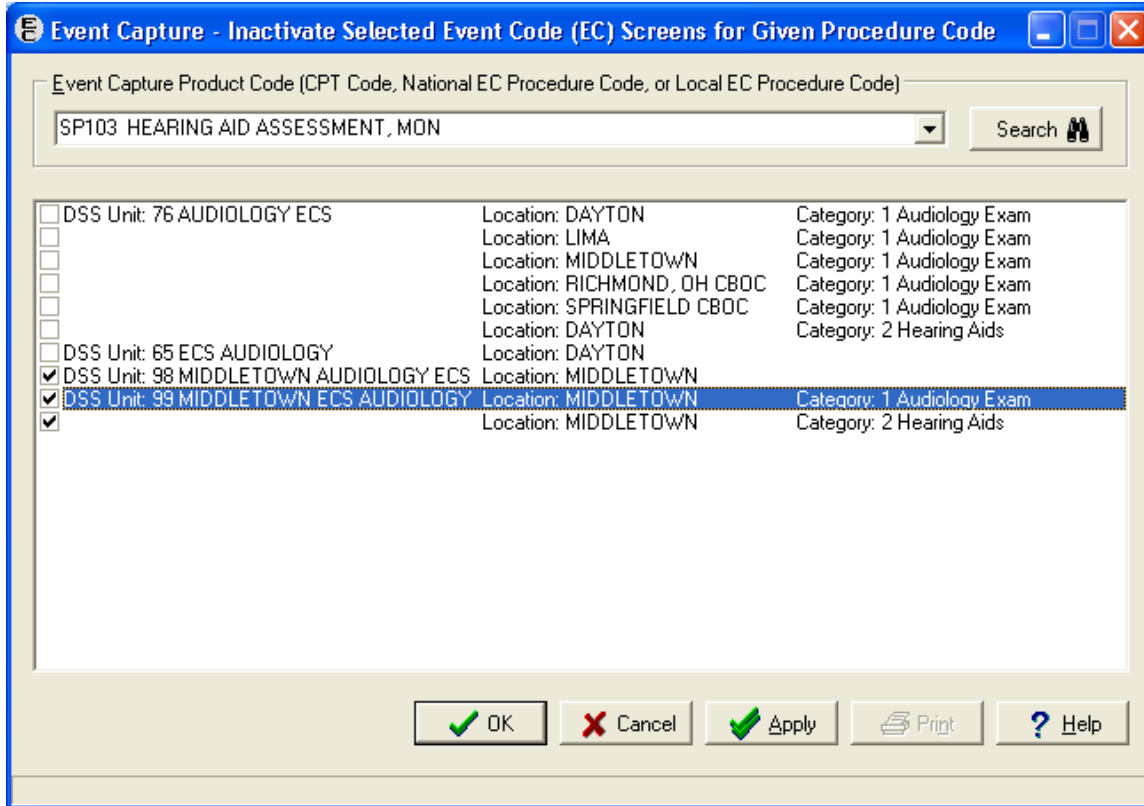 Event Capture - Inactivate Selected Event Code (EC) Screens for Given Procedure Code
Event Capture Product Code (CPT Code, National EC Procedure Code, or Local EC Procedure Code)
SP103 HEARING AID ASSESSMENT, MON Search
DSS Unit: 76 AUDIOLOGY ECS Location: DAYTON Category: 1 Audiology Exam
Location: LIMA Category: 1 Audiology Exam
Location: MIDDLETOWN Category: 1 Audiology Exam
Location: RICHMOND, OH CBOC Category: 1 Audiology Exam
Location: SPRINGFIELD CBOC Category: 1 Audiology Exam
Location: DAYTON Category: 2 Hearing Aids
DSS Unit: 65 ECS AUDIOLOGY Location: DAYTON
DSS Unit: 98 MIDDLETOWN AUDIOLOGY ECS Location: MIDDLETOWN
DSS Unit: 99 MIDDLETOWN ECS AUDIOLOGY Location: MIDDLETOWN Category: 1 Audiology Exam
Location: MIDDLETOWN Category: 2 Hearing Aids
OK Cancel Apply Print ? Help